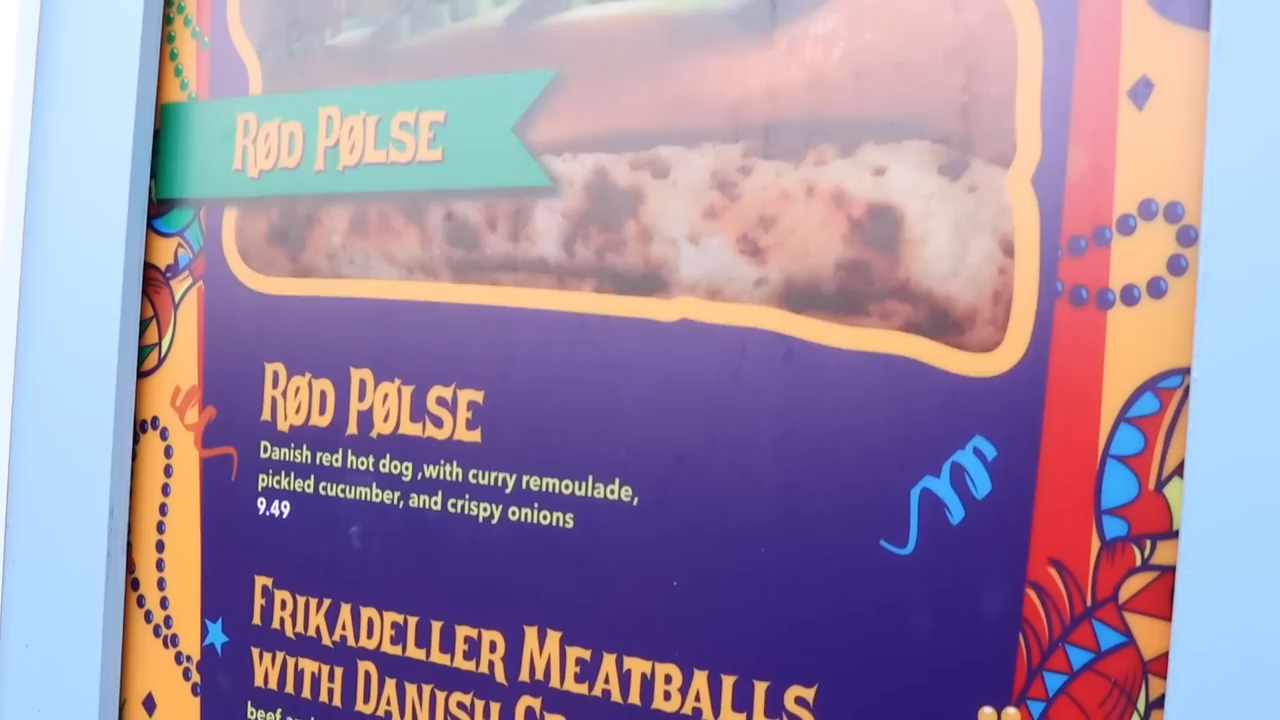 RØD PØLSE
RØD PØLSE
Danish red hot dog ,with curry remoulade,
pickled cucumber, and crispy onions
9.49
FRIKADELLER MEATBALLS
WITH DANISH
beef